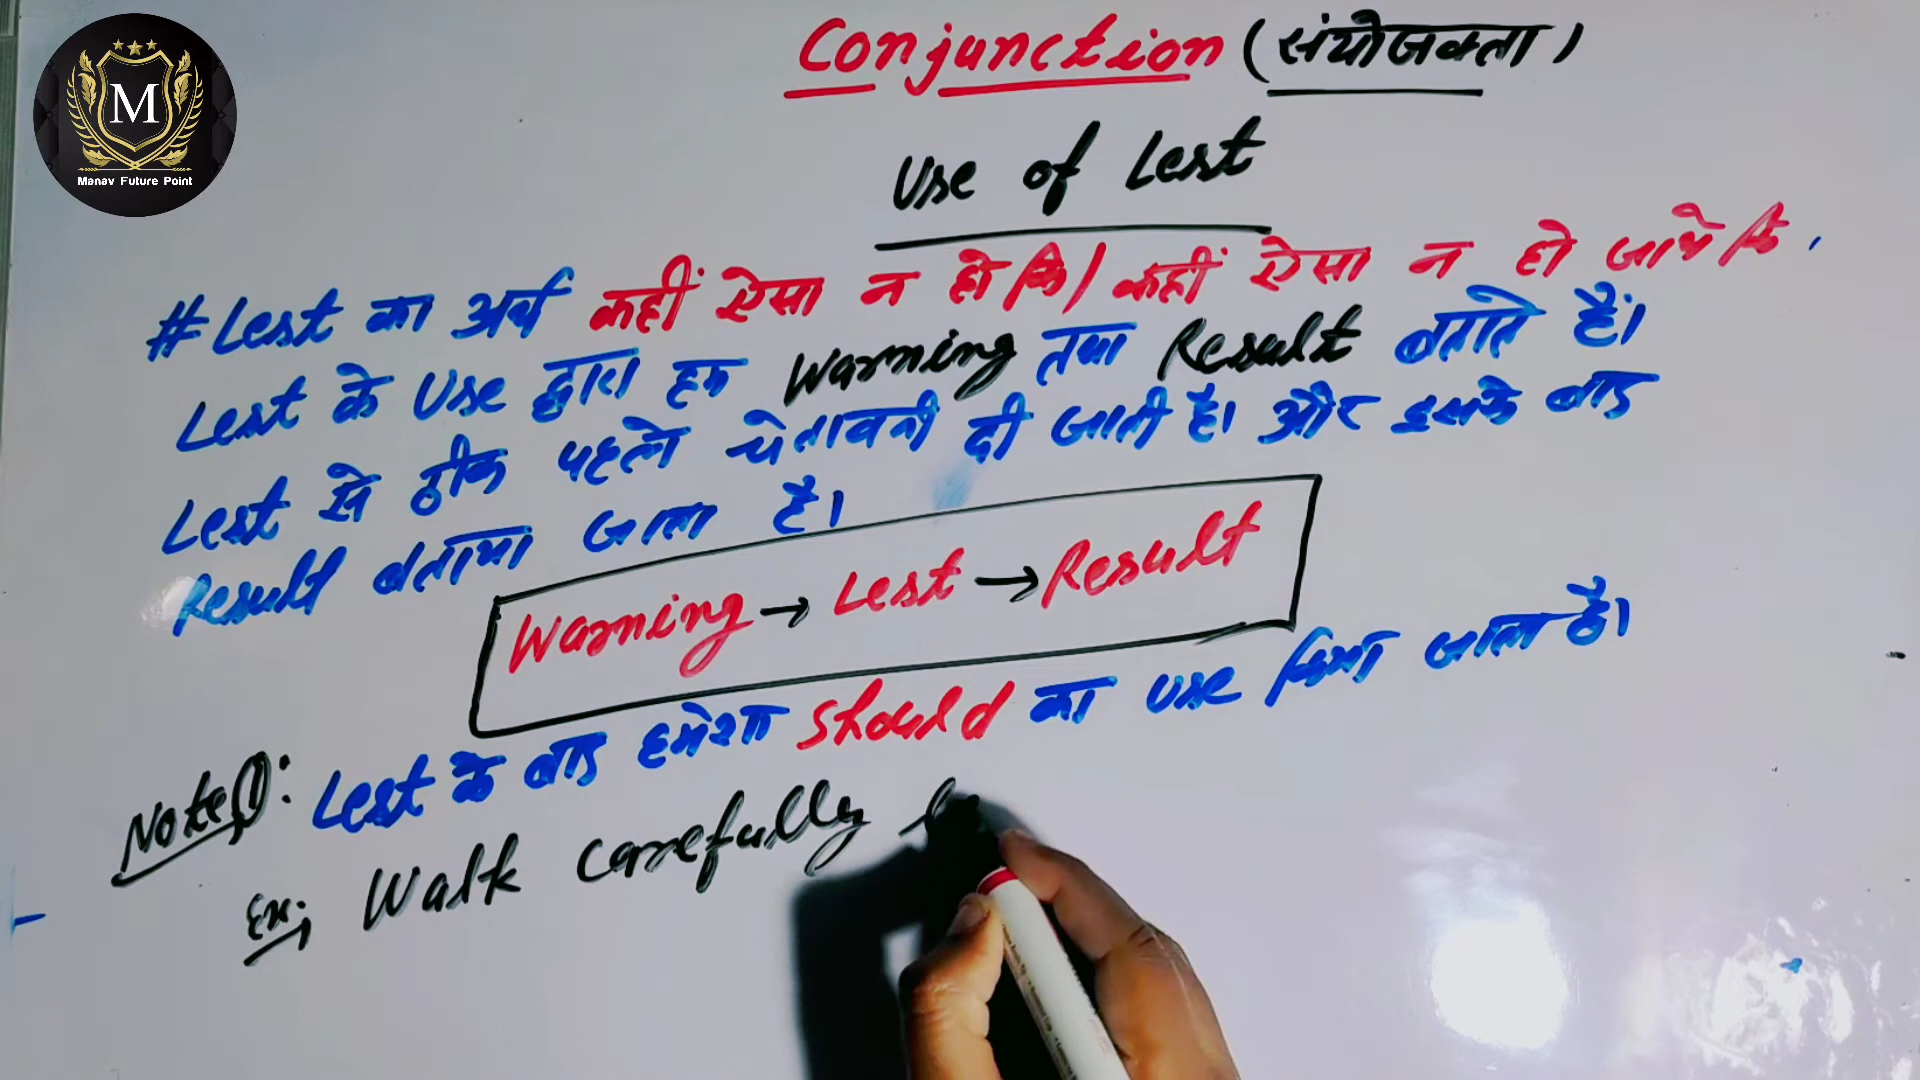 M
Manav Future Point
Conjunction (संयोजकता)
Use of Lest
# Lest का अर्थ कहीं ऐसा न हो कि / कहीं ऐसा न हो जाये कि .
Lest के Use द्वारा हम Warning तथा Result बताते हैं।
Lest से ठीक पहले चेतावनी दी जाती है। और इसके बाद
Result बताया जाता है।
Warning → Lest → Result
Note①: Lest के बाद हमेशा Should का use किया जाता है।
Ex; Walk carefully